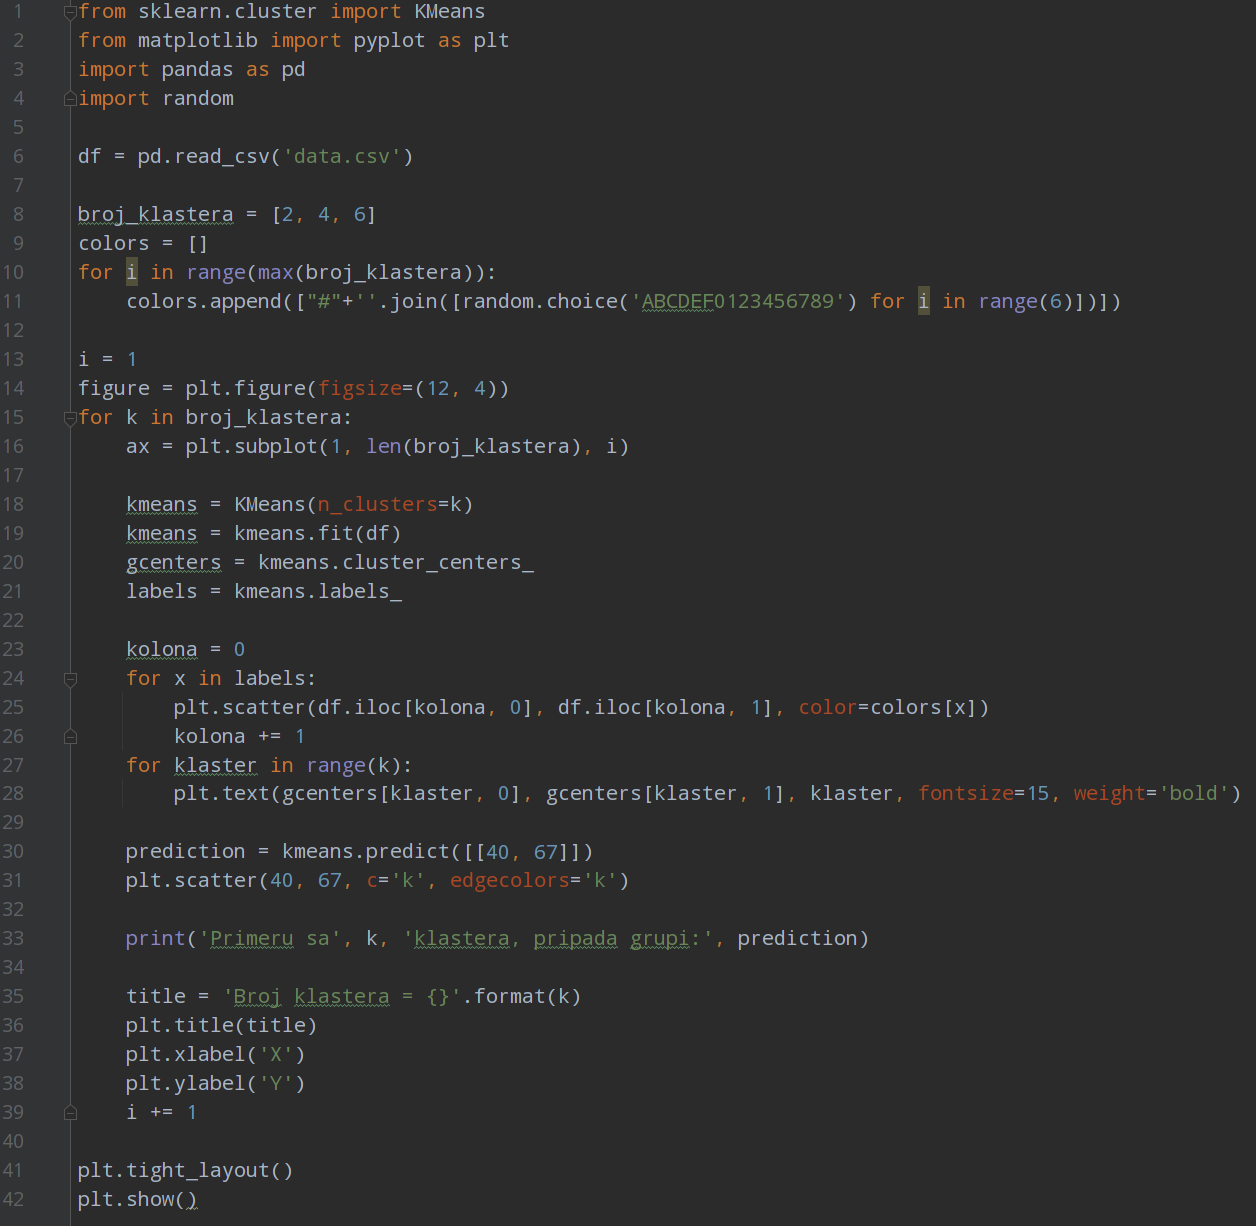 1 from sklearn.cluster import KMeans
2 from matplotlib import pyplot as plt
3 import pandas as pd
4 import random
5
6 df = pd.read_csv('data.csv')
7
8 broj_klastera = [2, 4, 6]
9 colors = []
10 for i in range(max(broj_klastera)):
11     colors.append(["#"+''.join([random.choice('ABCDEF0123456789') for i in range(6)])])
12
13 i = 1
14 figure = plt.figure(figsize=(12, 4))
15 for k in broj_klastera:
16     ax = plt.subplot(1, len(broj_klastera), i)
17
18     kmeans = KMeans(n_clusters=k)
19     kmeans = kmeans.fit(df)
20     gcenters = kmeans.cluster_centers_
21     labels = kmeans.labels_
22
23     kolona = 0
24     for x in labels:
25         plt.scatter(df.iloc[kolona, 0], df.iloc[kolona, 1], color=colors[x])
26         kolona += 1
27     for klaster in range(k):
28         plt.text(gcenters[klaster, 0], gcenters[klaster, 1], klaster, fontsize=15, weight='bold')
29
30     prediction = kmeans.predict([[40, 67]])
31     plt.scatter(40, 67, c='k', edgecolors='k')
32
33     print('Primeru sa', k, 'klastera, pripada grupi:', prediction)
34
35     title = 'Broj klastera = {}'.format(k)
36     plt.title(title)
37     plt.xlabel('X')
38     plt.ylabel('Y')
39     i += 1
40
41 plt.tight_layout()
42 plt.show()